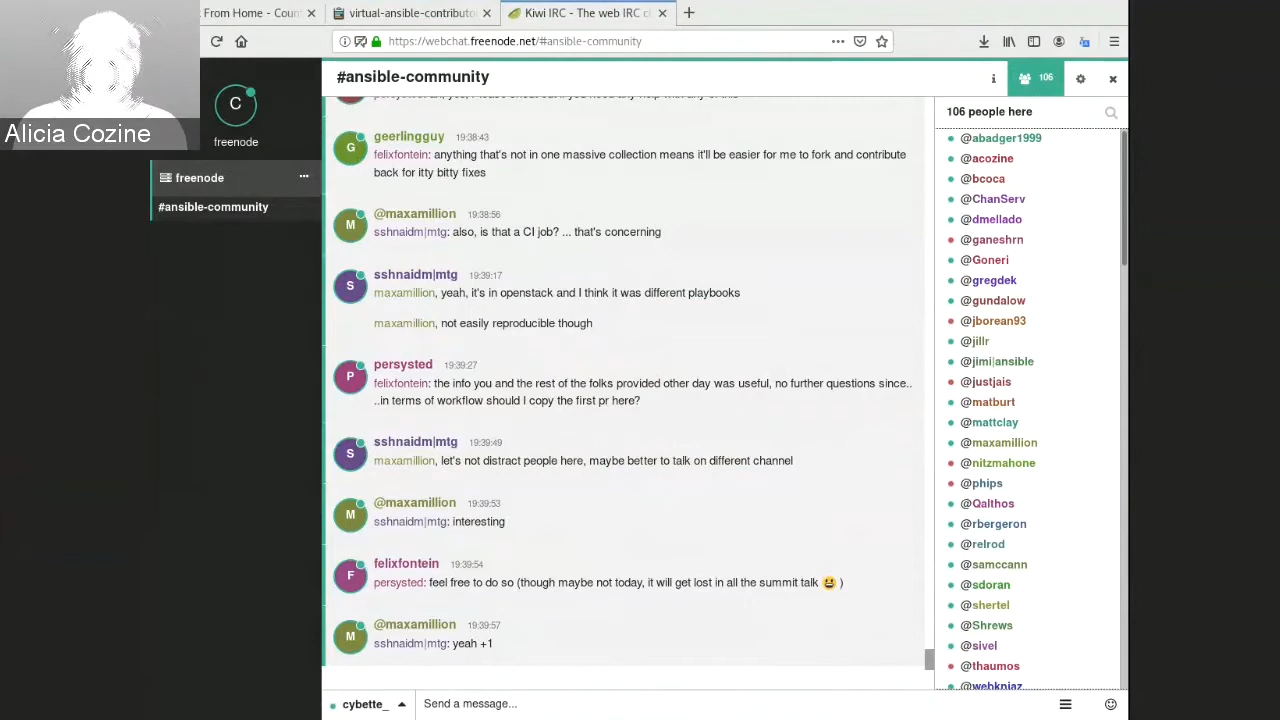 From Home - Coun
virtual-ansible-contributo
Kiwi IRC - The web IRC c
https://webchat.freenode.net/#ansible-community
Alicia Cozine
C
freenode
freenode
#ansible-community
#ansible-community
106
geerlingguy 19:38:43
G
felixfontein: anything that's not in one massive collection means it'll be easier for me to fork and contribute
back for itty bitty fixes
@maxamillion 19:38:56
M
sshnaidm|mtg: also, is that a CI job? ... that's concerning
sshnaidm|mtg 19:39:17
S
maxamillion, yeah, it's in openstack and I think it was different playbooks
maxamillion, not easily reproducible though
persysted 19:39:27
P
felixfontein: the info you and the rest of the folks provided other day was useful, no further questions since..
..in terms of workflow should I copy the first pr here?
sshnaidm|mtg 19:39:49
S
maxamillion, let's not distract people here, maybe better to talk on different channel
@maxamillion 19:39:53
M
sshnaidm|mtg: interesting
felixfontein 19:39:54
F
persysted: feel free to do so (though maybe not today, it will get lost in all the summit talk 😃 )
@maxamillion 19:39:57
M
sshnaidm|mtg: yeah +1
cybette_
Send a message...
106 people here
@abadger1999
@acozine
@bcoca
@ChanServ
@dmellado
@ganeshrn
@Goneri
@gregdek
@gundalow
@jborean93
@jillr
@jimi|ansible
@justjais
@matburt
@mattclay
@maxamillion
@nitzmahone
@phips
@Qalthos
@rbergeron
@relrod
@samccann
@sdoran
@shertel
@Shrews
@sivel
@thaumos
@webknjaz